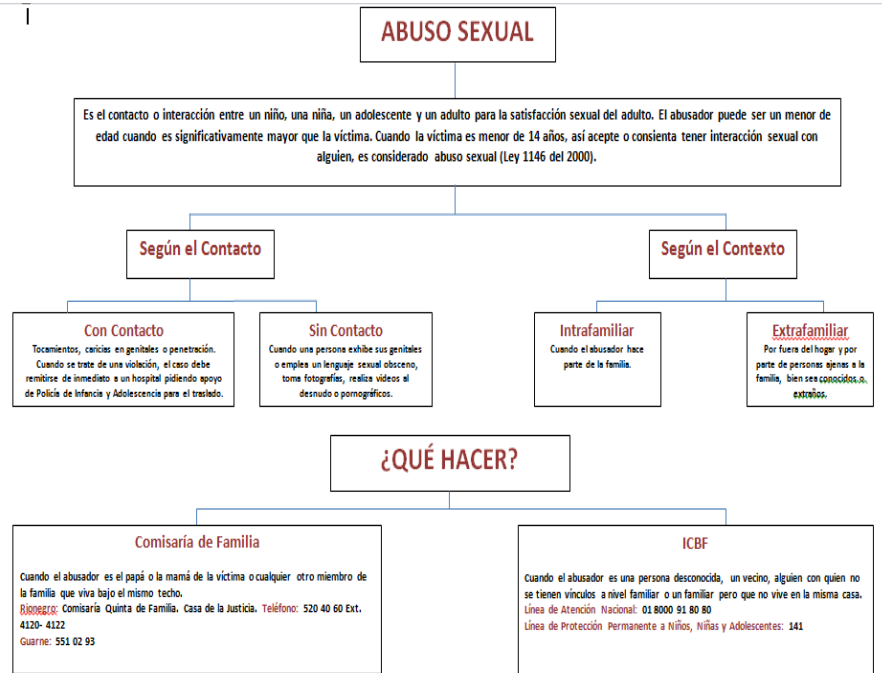 ABUSO SEXUAL
Es el contacto o interacción entre un niño, una niña, un adolescente y un adulto para la satisfacción sexual del adulto. El abusador puede ser un menor de
edad cuando es significativamente mayor que la víctima. Cuando la víctima es menor de 14 años, así acepte o consienta tener interacción sexual con
alguien, es considerado abuso sexual (Ley 1146 del 2000).
Según el Contacto
Según el Contexto
Con Contacto
Tocamientos, caricias en genitales o penetración.
Cuando se trate de una violación, el caso debe
remitirse de inmediato a un hospital pidiendo apoyo
de Policía de Infancia y Adolescencia para el traslado.
Sin Contacto
Cuando una persona exhibe sus genitales
o emplea un lenguaje sexual obsceno,
toma fotografías, realiza videos al
desnudo o pornográficos.
Intrafamiliar
Cuando el abusador hace
parte de la familia.
Extrafamiliar
Por fuera del hogar y por
parte de personas ajenas a la
familia, bien sea conocidos o
extraños.
¿QUÉ HACER?
Comisaría de Familia
Cuando el abusador es el papá o la mamá de la víctima o cualquier otro miembro de
la familia que viva bajo el mismo techo.
Rionegro: Comisaría Quinta de Familia. Casa de la Justicia. Teléfono: 520 40 60 Ext.
4120- 4122
Guarne: 551 02 93
ICBF
Cuando el abusador es una persona desconocida, un vecino, alguien con quien no
se tienen vínculos a nivel familiar o un familiar pero que no vive en la misma casa.
Línea de Atención Nacional: 01 8000 91 80 80
Línea de Protección Permanente a Niños, Niñas y Adolescentes: 141